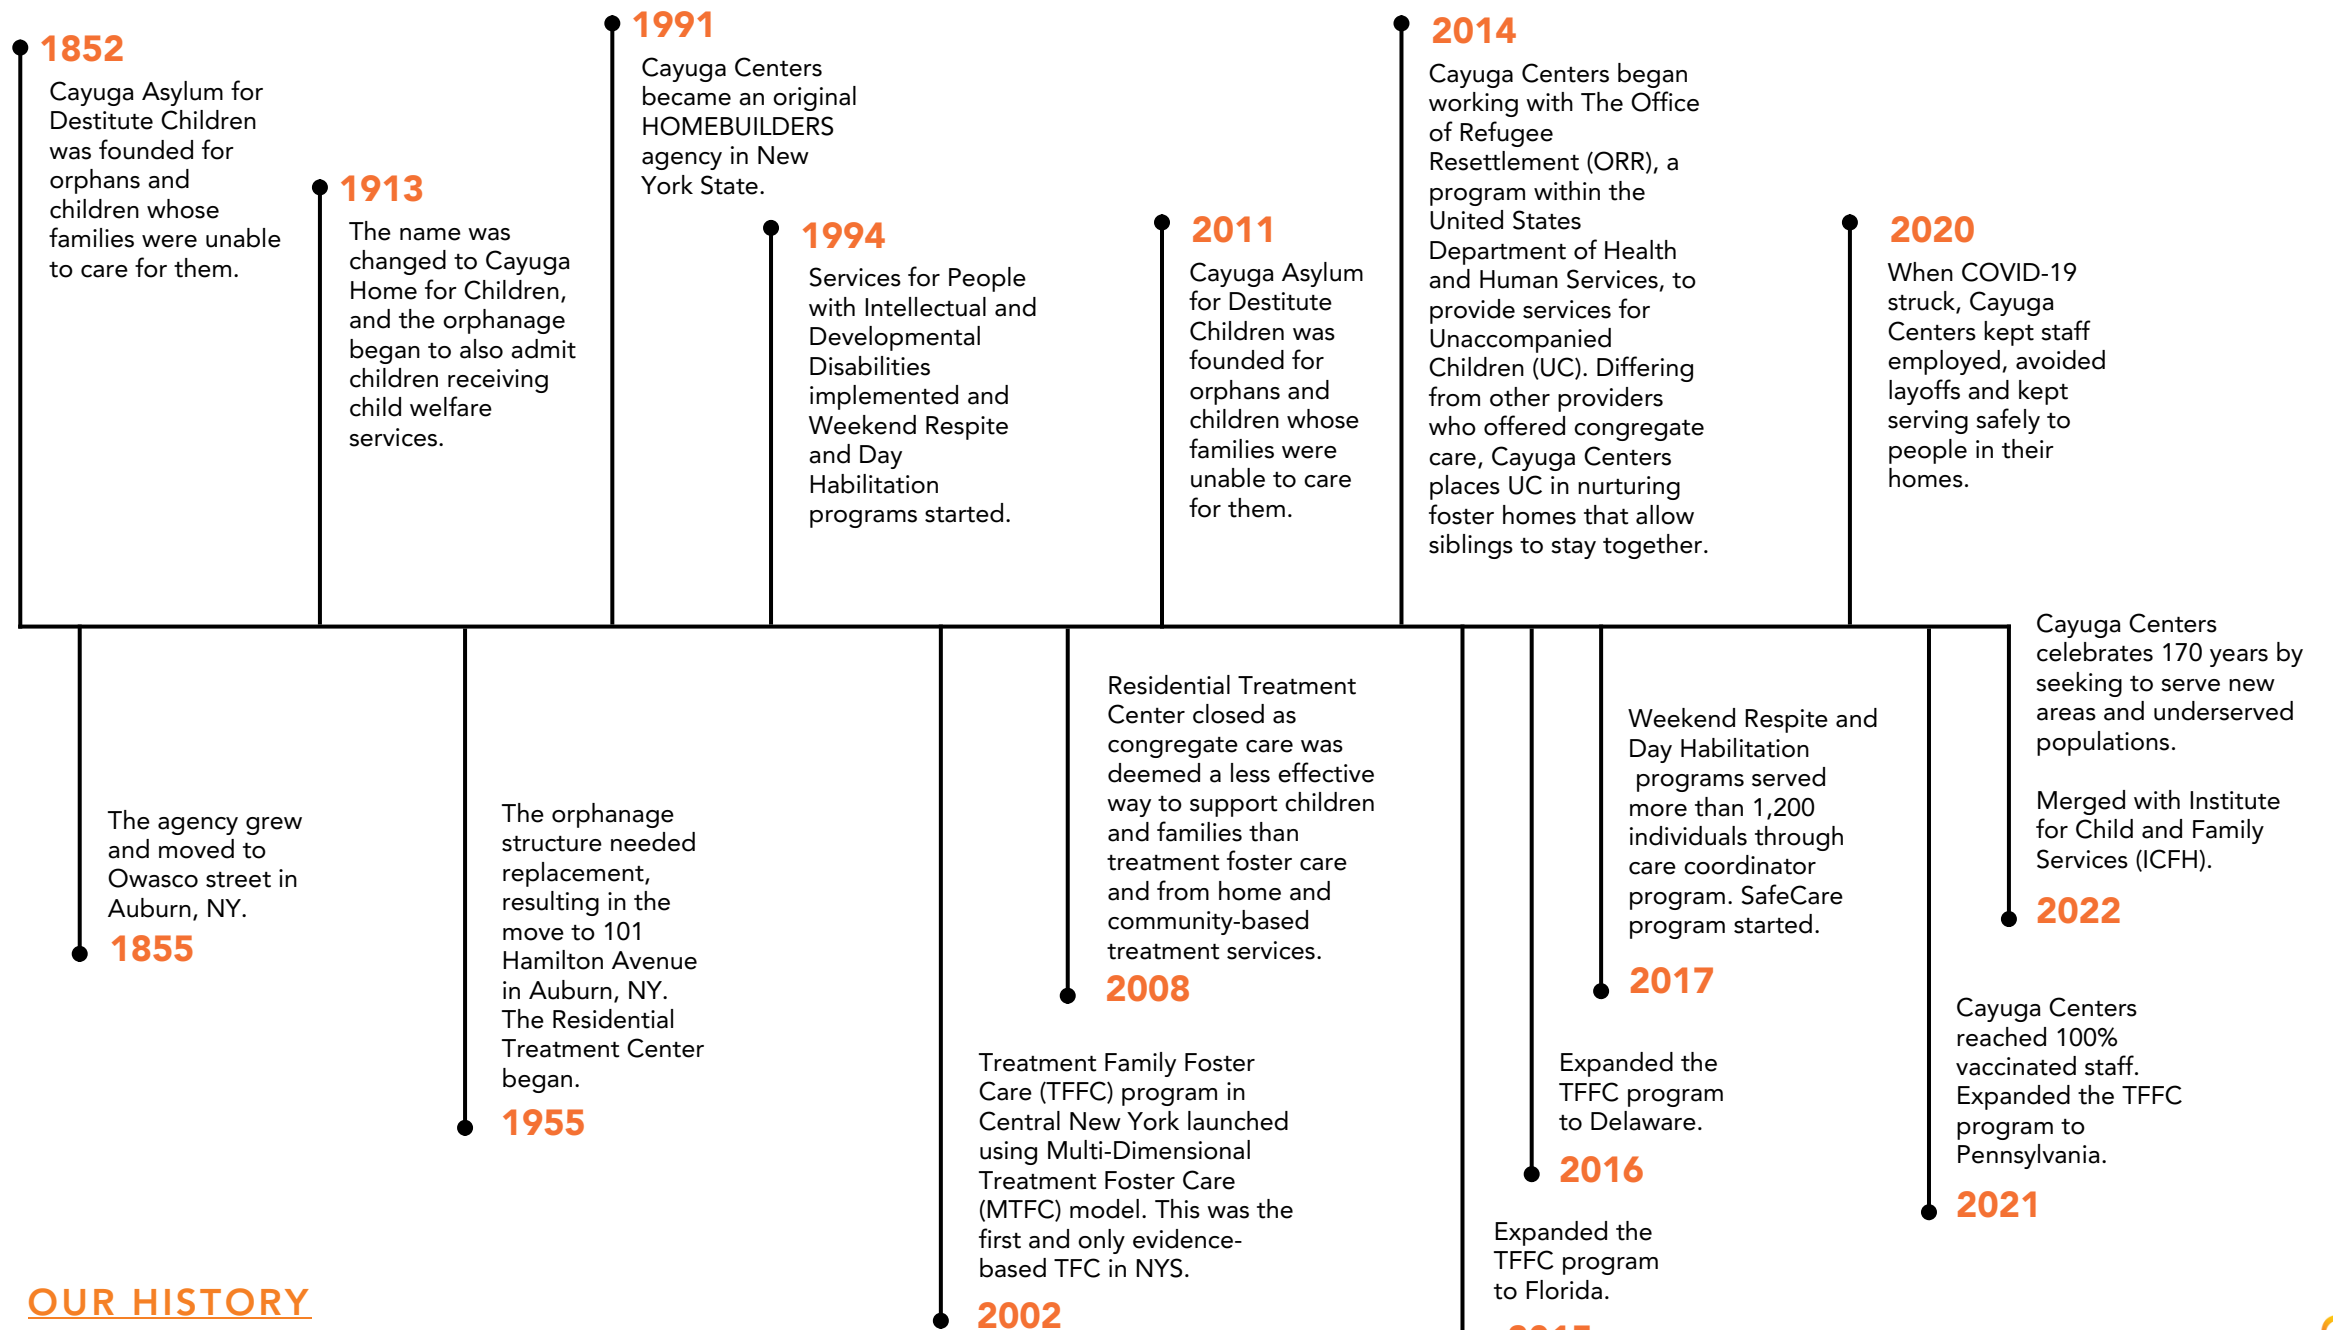 1852
Cayuga Asylum for
Destitute Children
was founded for
orphans and
children whose
families were unable
to care for them.
1913
The name was
changed to Cayuga
Home for Children,
and the orphanage
began to also admit
children receiving
child welfare
services.
1991
Cayuga Centers
became an original
HOMEBUILDERS
agency in New
York State.
1994
Services for People
with Intellectual and
Developmental
Disabilities
implemented and
Weekend Respite
and Day
Habilitation
programs started.
2011
Cayuga Asylum
for Destitute
Children was
founded for
orphans and
children whose
families were
unable to care
for them.
2014
Cayuga Centers began
working with The Office
of Refugee
Resettlement (ORR), a
program within the
United States
Department of Health
and Human Services, to
provide services for
Unaccompanied
Children (UC). Differing
from other providers
who offered congregate
care, Cayuga Centers
places UC in nurturing
foster homes that allow
siblings to stay together.
2020
When COVID-19
struck, Cayuga
Centers kept staff
employed, avoided
layoffs and kept
serving safely to
people in their
homes.
The agency grew
and moved to
Owasco street in
Auburn, NY.
1855
The orphanage
structure needed
replacement,
resulting in the
move to 101
Hamilton Avenue
in Auburn, NY.
The Residential
Treatment Center
began.
1955
Treatment Family Foster
Care (TFFC) program in
Central New York launched
using Multi-Dimensional
Treatment Foster Care
(MTFC) model. This was the
first and only evidence-
based TFC in NYS.
2002
Residential Treatment
Center closed as
congregate care was
deemed a less effective
way to support children
and families than
treatment foster care
and from home and
community-based
treatment services.
2008
Expanded the
TFFC program
to Florida.
2015
Expanded the
TFFC program
to Delaware.
2016
Weekend Respite and
Day Habilitation
programs served
more than 1,200
individuals through
care coordinator
program. SafeCare
program started.
2017
Cayuga Centers
reached 100%
vaccinated staff.
Expanded the TFFC
program to
Pennsylvania.
2021
Cayuga Centers
celebrates 170 years by
seeking to serve new
areas and underserved
populations.
Merged with Institute
for Child and Family
Services (ICFH).
2022
OUR HISTORY